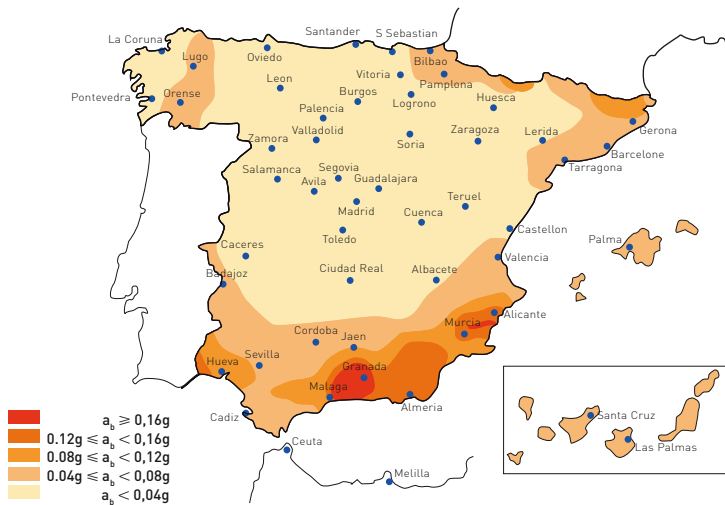 Santander
S Sebastian
La Coruna
Lugo
Oviedo
Bilbao
Leon
Vitoria
Pamplona
Pontevedra
Orense
Burgos
Logrono
Huesca
Palencia
Gerona
Zamora
Valladolid
Soria
Zaragoza
Lerida
Barcelone
Salamanca
Segovia
Tarragona
Avila
Guadalajara
Madrid
Teruel
Cuenca
Toledo
Castellon
Palma
Caceres
Valencia
Badajoz
Ciudad Real
Albacete
Murcia
Alicante
Cordoba
Jaen
Hueva
Sevilla
Granada
Malaga
Almeria
Cadiz
Santa Cruz
Las Palmas
Ceuta
Melilla
a_b ⩾ 0,16g
0.12g ⩽ a_b < 0,16g
0.08g ⩽ a_b < 0,12g
0.04g ⩽ a_b < 0,08g
a_b < 0,04g